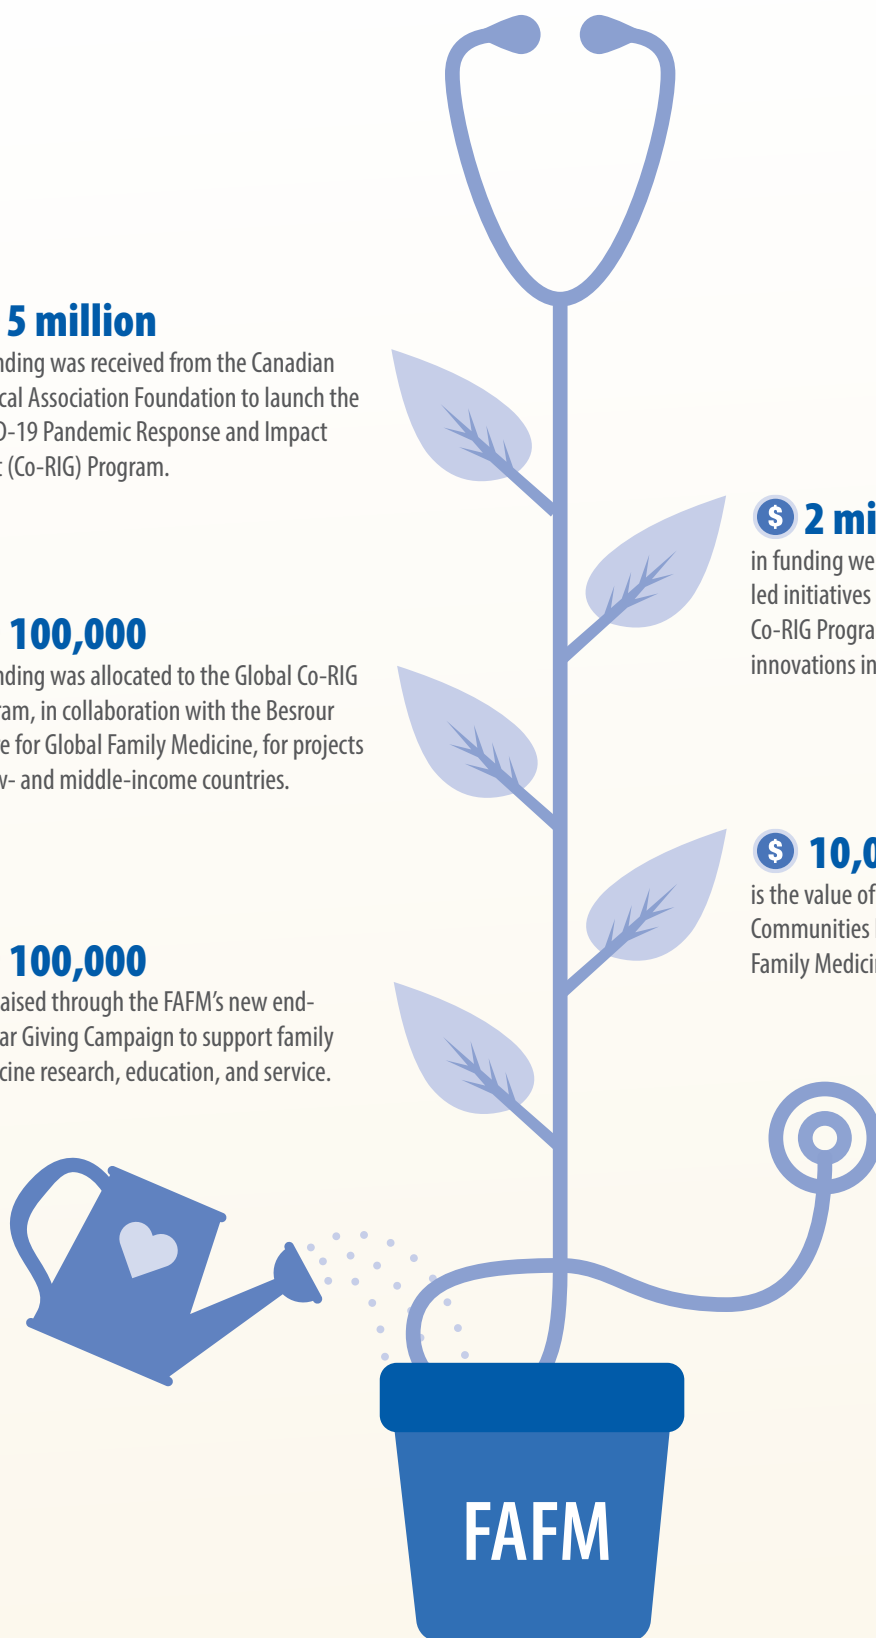 5 million
nding was received from the Canadian
ical Association Foundation to launch the
D-19 Pandemic Response and Impact
t (Co-RIG) Program.
$ 2 mi
in funding we
led initiatives
Co-RIG Progra
innovations in
100,000
nding was allocated to the Global Co-RIG
ram, in collaboration with the Besrour
re for Global Family Medicine, for projects
w- and middle-income countries.
$ 10,0
is the value of
Communities
Family Medici
100,000
aised through the FAFM’s new end-
ar Giving Campaign to support family
cine research, education, and service.
FAFM